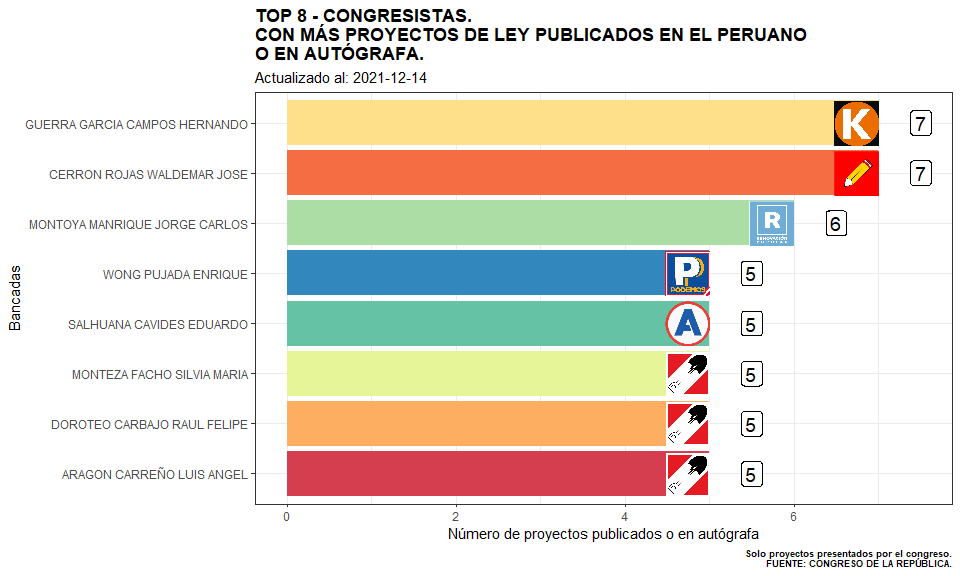 TOP 8 - CONGRESISTAS.
CON MÁS PROYECTOS DE LEY PUBLICADOS EN EL PERUANO
O EN AUTÓGRAFA.
Actualizado al: 2021-12-14
Bancadas
GUERRA GARCIA CAMPOS HERNANDO
K
7
CERRON ROJAS WALDEMAR JOSE
7
MONTOYA MANRIQUE JORGE CARLOS
R
RENOVACIÓN
POPULAR
6
WONG PUJADA ENRIQUE
P
PODEMOS
5
SALHUANA CAVIDES EDUARDO
A
5
MONTEZA FACHO SILVIA MARIA
5
DOROTEO CARBAJO RAUL FELIPE
5
ARAGON CARREÑO LUIS ANGEL
5
0 2 4 6
Número de proyectos publicados o en autógrafa
Solo proyectos presentados por el congreso.
FUENTE: CONGRESO DE LA REPÚBLICA.